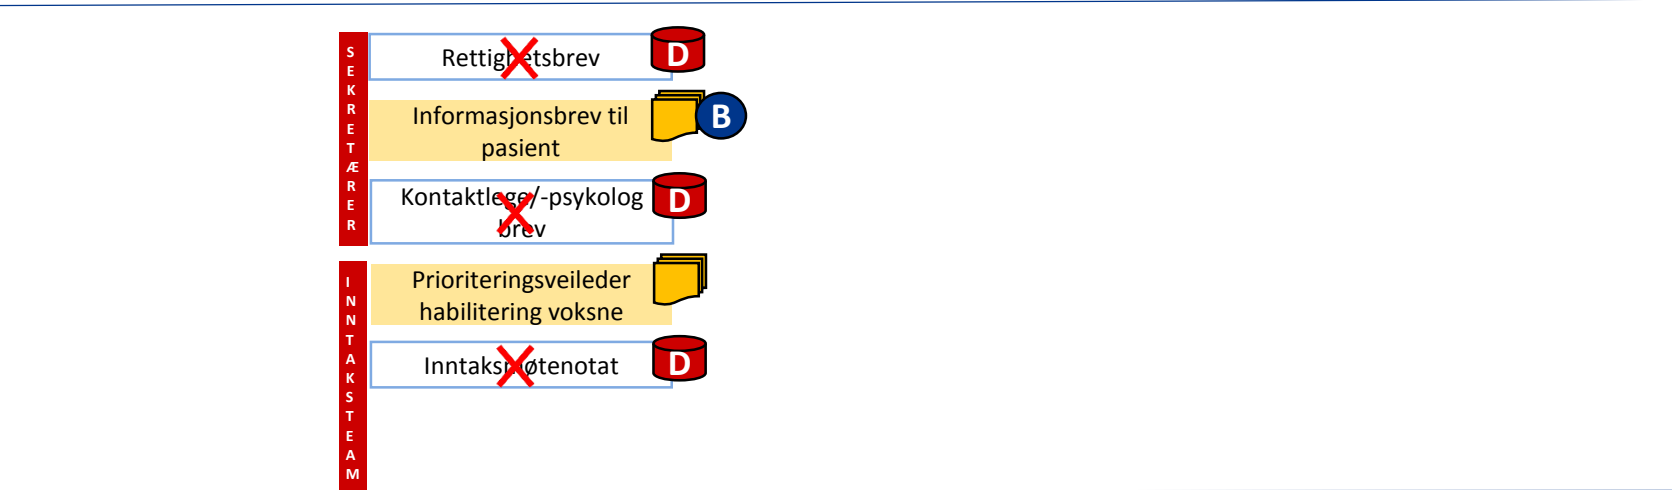 SEKRETÆRER
Rettighetsbrev
D
Informasjonsbrev til
pasient
B
Kontaktlege/-psykolog
brev
D
INNTAKSTEAM
Prioriteringsveileder
habilitering voksne
Inntaksmøtenotat
D